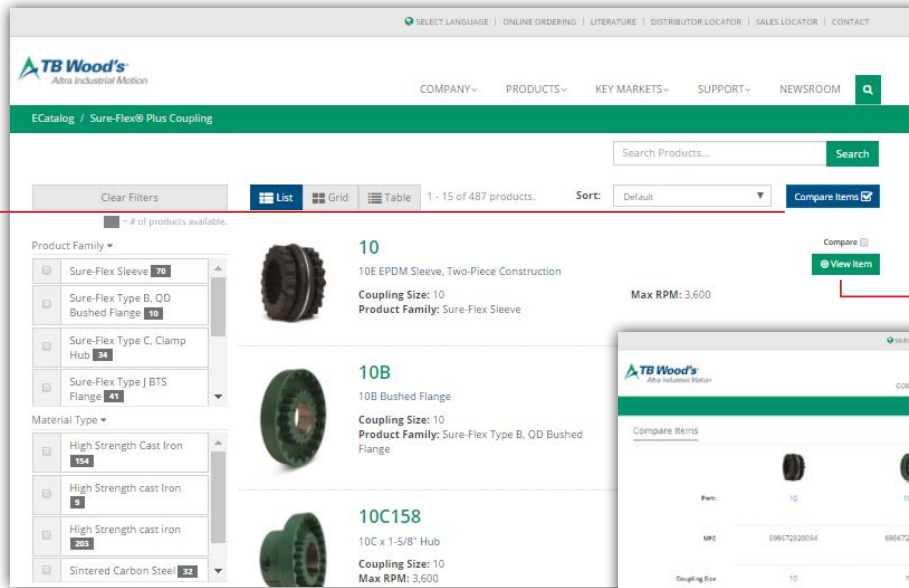 SELECT LANGUAGE | ONLINE ORDERING | LITERATURE | DISTRIBUTOR LOCATOR | SALES LOCATOR | CONTACT
TB Wood's
Altra Industrial Motion
COMPANY PRODUCTS KEY MARKETS SUPPORT NEWSROOM
ECatalog / Sure-Flex® Plus Coupling
Search Products... Search
Clear Filters List Grid Table 1 - 15 of 487 products. Sort: Default Compare Items
= # of products available.
Product Family
Sure-Flex Sleeve 70
Sure-Flex Type B, QD
Bushed Flange 10
Sure-Flex Type C, Clamp
Hub 34
Sure-Flex Type J BTS
Flange 41
Material Type
High Strength Cast Iron
154
High Strength cast Iron
9
High Strength cast iron
203
Sintered Carbon Steel 32
10
10E EPDM Sleeve, Two-Piece Construction
Coupling Size: 10 Max RPM: 3,600
Product Family: Sure-Flex Sleeve
Compare
View Item
10B
10B Bushed Flange
Coupling Size: 10
Product Family: Sure-Flex Type B, QD Bushed
Flange
10C158
10C x 1-5/8" Hub
Coupling Size: 10
Max RPM: 3,600
TB Wood's
Altra Industrial Motion
Compare Items
Part: 10
UPC
Coupling Size 10